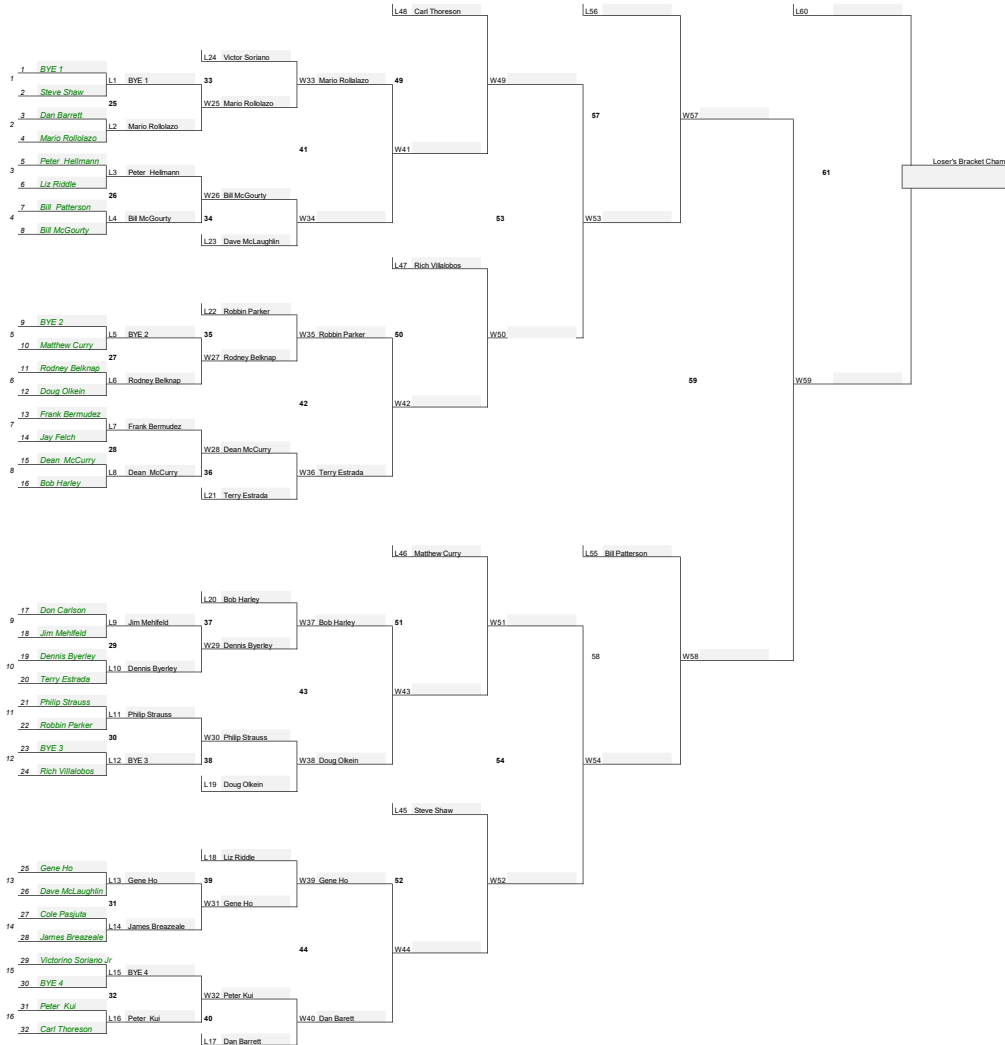 L48 Carl Thoreson
L56
L60
L24 Victor Soriano
1 BYE 1
1
L1 BYE 1
33
W33 Mario Rollalazo
49
W49
2 Steve Shaw
25
W25 Mario Rollolazo
3 Dan Barrett
2
L2 Mario Rollolazo
57
W57
4 Mario Rollolazo
41
W41
5 Peter Hellmann
3
L3 Peter Hellmann
61
Loser's Bracket Cham
6 Liz Riddle
26
W26 Bill McGourty
7 Bill Patterson
4
L4 Bill McGourty
34
W34
53
W53
8 Bill McGourty
L23 Dave McLaughlin
L47 Rich Villalobos
L22 Robbin Parker
9 BYE 2
5
L5 BYE 2
35
W35 Robbin Parker
50
W50
10 Matthew Curry
27
W27 Rodney Belknap
11 Rodney Belknap
6
L6 Rodney Belknap
59
W59
12 Doug Olkein
42
W42
13 Frank Bermudez
7
L7 Frank Bermudez
14 Jay Felch
28
W28 Dean McCurry
15 Dean McCurry
8
L8 Dean McCurry
36
W36 Terry Estrada
16 Bob Harley
L21 Terry Estrada
L46 Matthew Curry
L55 Bill Patterson
L20 Bob Harley
17 Don Carlson
9
L9 Jim Mehlfeld
37
W37 Bob Harley
51
W51
18 Jim Mehlfeld
29
W29 Dennis Byerley
19 Dennis Byerley
10
L10 Dennis Byerley
58
W58
20 Terry Estrada
43
W43
21 Philip Strauss
11
L11 Philip Strauss
22 Robbin Parker
30
W30 Philip Strauss
23 BYE 3
12
L12 BYE 3
38
W38 Doug Olkein
54
W54
24 Rich Villalobos
L19 Doug Olkein
L45 Steve Shaw
L18 Liz Riddle
25 Gene Ho
13
L13 Gene Ho
39
W39 Gene Ho
52
W52
26 Dave McLaughlin
31
W31 Gene Ho
27 Cole Pasjuta
14
L14 James Breazeale
28 James Breazeale
44
W44
29 Victorino Soriano Jr
15
L15 BYE 4
30 BYE 4
32
W32 Peter Kui
31 Peter Kui
16
L16 Peter Kui
40
W40 Dan Barett
32 Carl Thoreson
L17 Dan Barrett